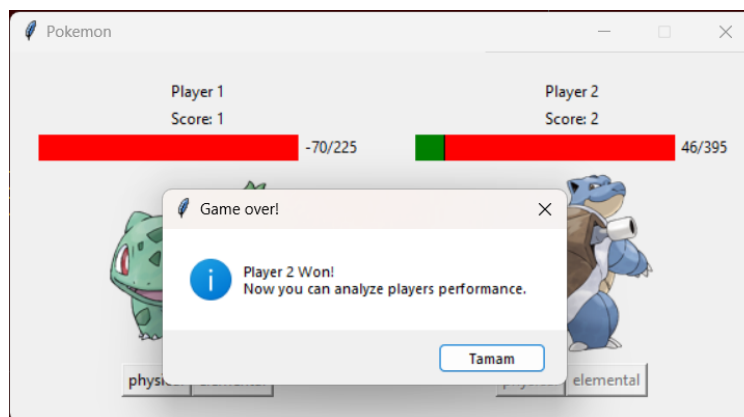 Pokemon
Player 1
Player 2
Score: 1
Score: 2
-70/225
46/395
Game over!
Player 2 Won!
Now you can analyze players performance.
Tamam
elemental